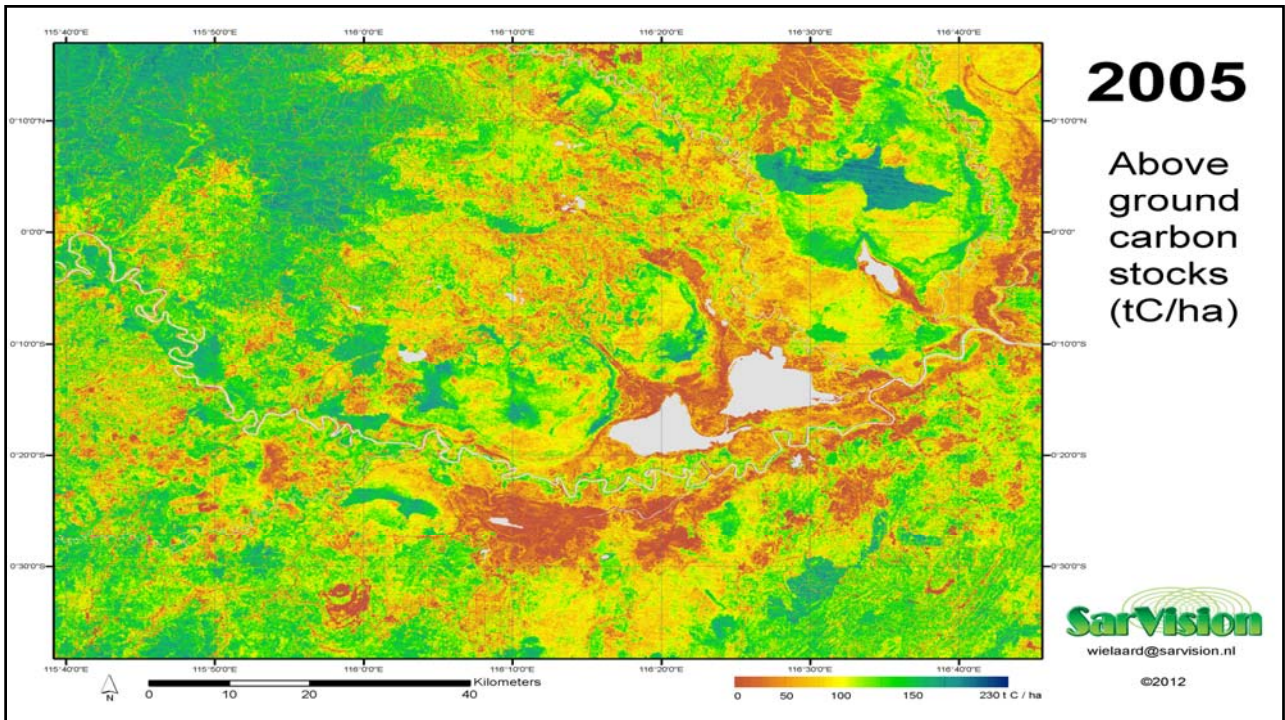 115°40'0"E 115°50'0"E 116°0'0"E 116°10'0"E 116°20'0"E 116°30'0"E 116°40'0"E
2005
Above
ground
carbon
stocks
(tC/ha)
0°10'0"N 0°10'0"N
0°0'0" 0°0'0"
0°10'0"S 0°10'0"S
0°20'0"S 0°20'0"S
0°30'0"S 0°30'0"S
115°40'0"E 115°50'0"E 116°0'0"E 116°10'0"E 116°20'0"E 116°30'0"E 116°40'0"E
SarVision
wielaard@sarvision.nl
©2012
N
Kilometers
0 10 20 40
0 50 100 150 230 t C / ha